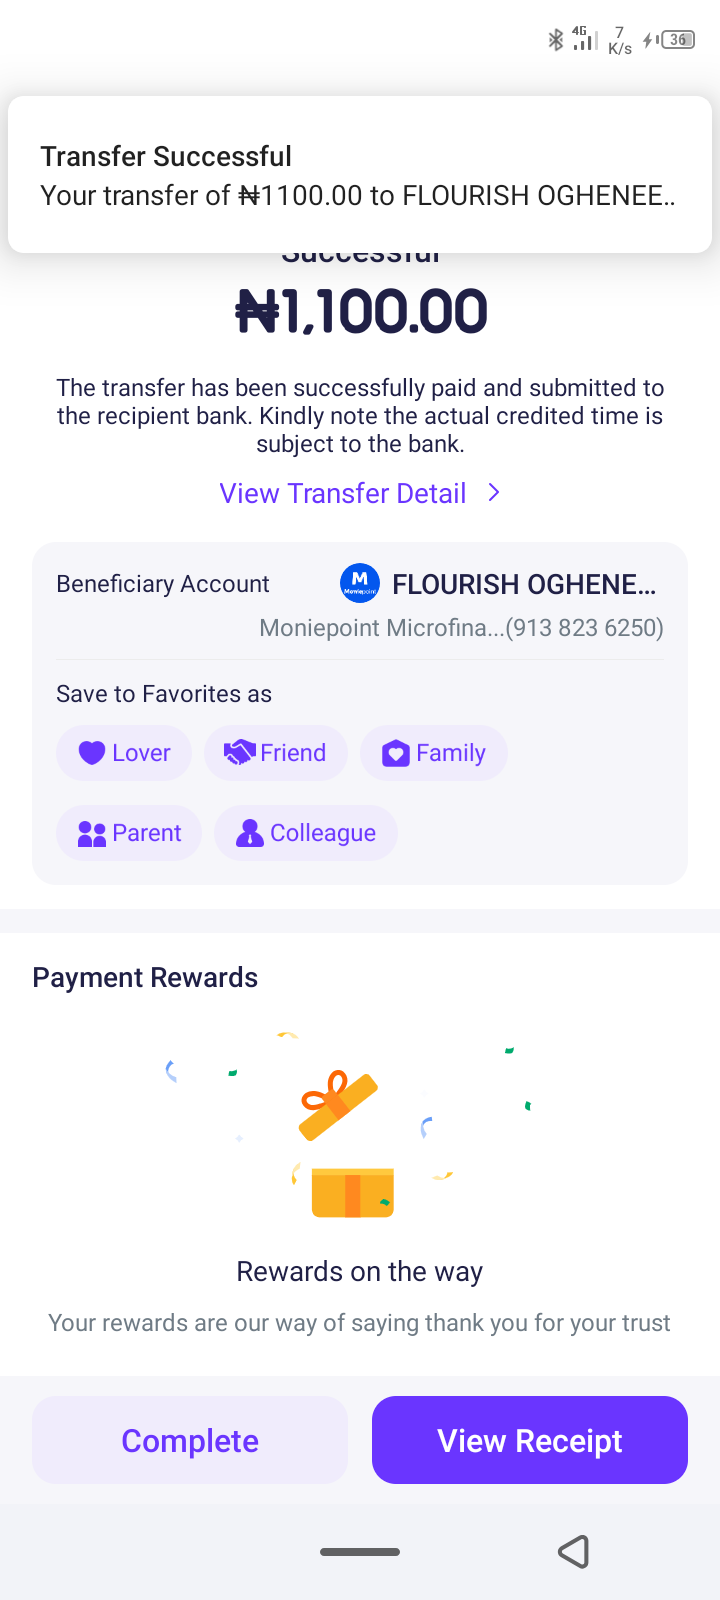 4G
7
K/s
36
Transfer Successful
Your transfer of ₦1100.00 to FLOURISH OGHENEE..
Successful
₦1,100.00
The transfer has been successfully paid and submitted to
the recipient bank. Kindly note the actual credited time is
subject to the bank.
View Transfer Detail
Beneficiary Account
M
Moniepoint
FLOURISH OGHENE...
Moniepoint Microfina...(913 823 6250)
Save to Favorites as
Lover
Friend
Family
Parent
Colleague
Payment Rewards
Rewards on the way
Your rewards are our way of saying thank you for your trust
Complete
View Receipt